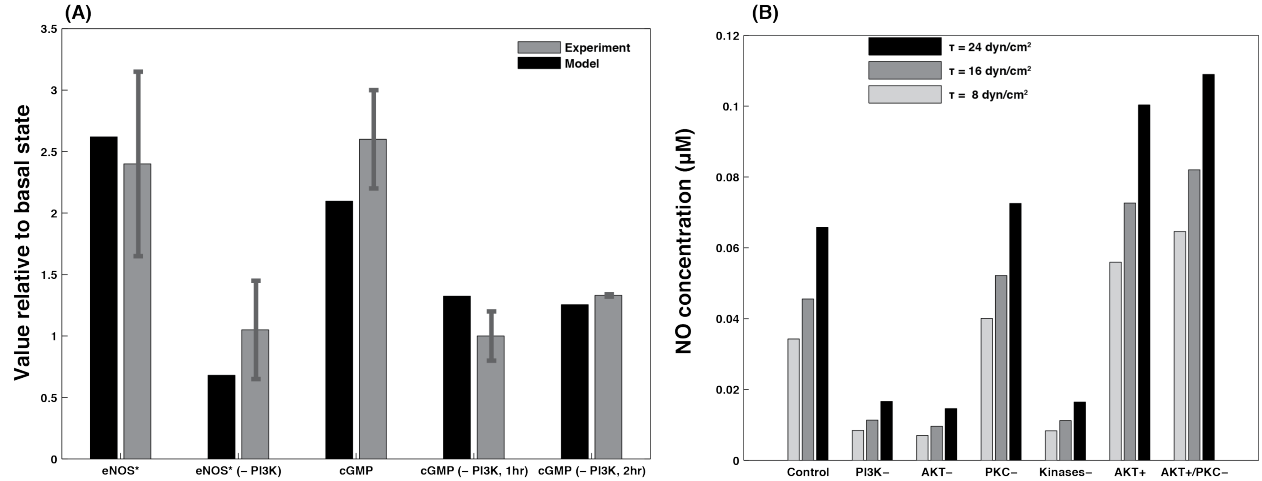 (A)
Value relative to basal state
3.5
3
2.5
2
1.5
1
0.5
0
Experiment
Model
eNOS* eNOS* (− PI3K) cGMP cGMP (− PI3K, 1hr) cGMP (− PI3K, 2hr)
(B)
NO concentration (μM)
0.12
0.1
0.08
0.06
0.04
0.02
0
τ = 24 dyn/cm²
τ = 16 dyn/cm²
τ = 8 dyn/cm²
Control PI3K− AKT− PKC− Kinases− AKT+ AKT+/PKC−